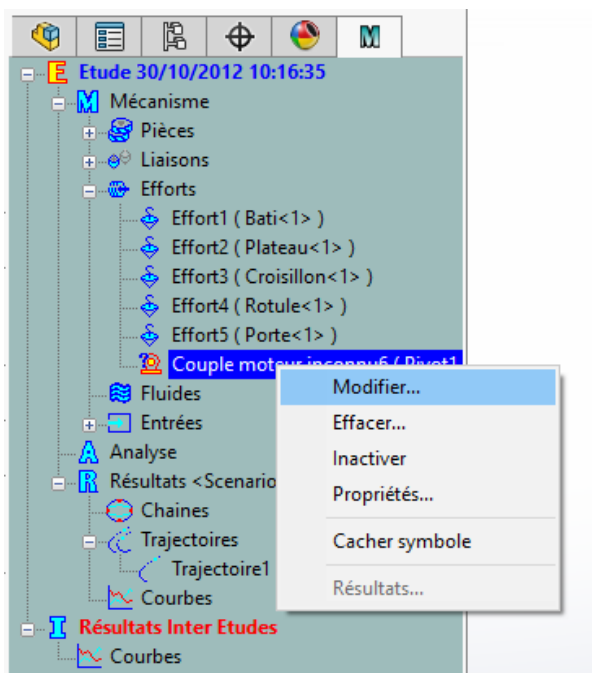 Etude 30/10/2012 10:16:35
Mécanisme
Pièces
Liaisons
Efforts
Effort1 ( Bati<1> )
Effort2 ( Plateau<1> )
Effort3 ( Croisillon<1> )
Effort4 ( Rotule<1> )
Effort5 ( Porte<1> )
Couple moteur inconnu6 ( Pivot1
Modifier...
Effacer...
Inactiver
Propriétés...
Cacher symbole
Résultats...
Fluides
Entrées
Analyse
Résultats <Scenario
Chaines
Trajectoires
Trajectoire1
Courbes
Résultats Inter Etudes
Courbes